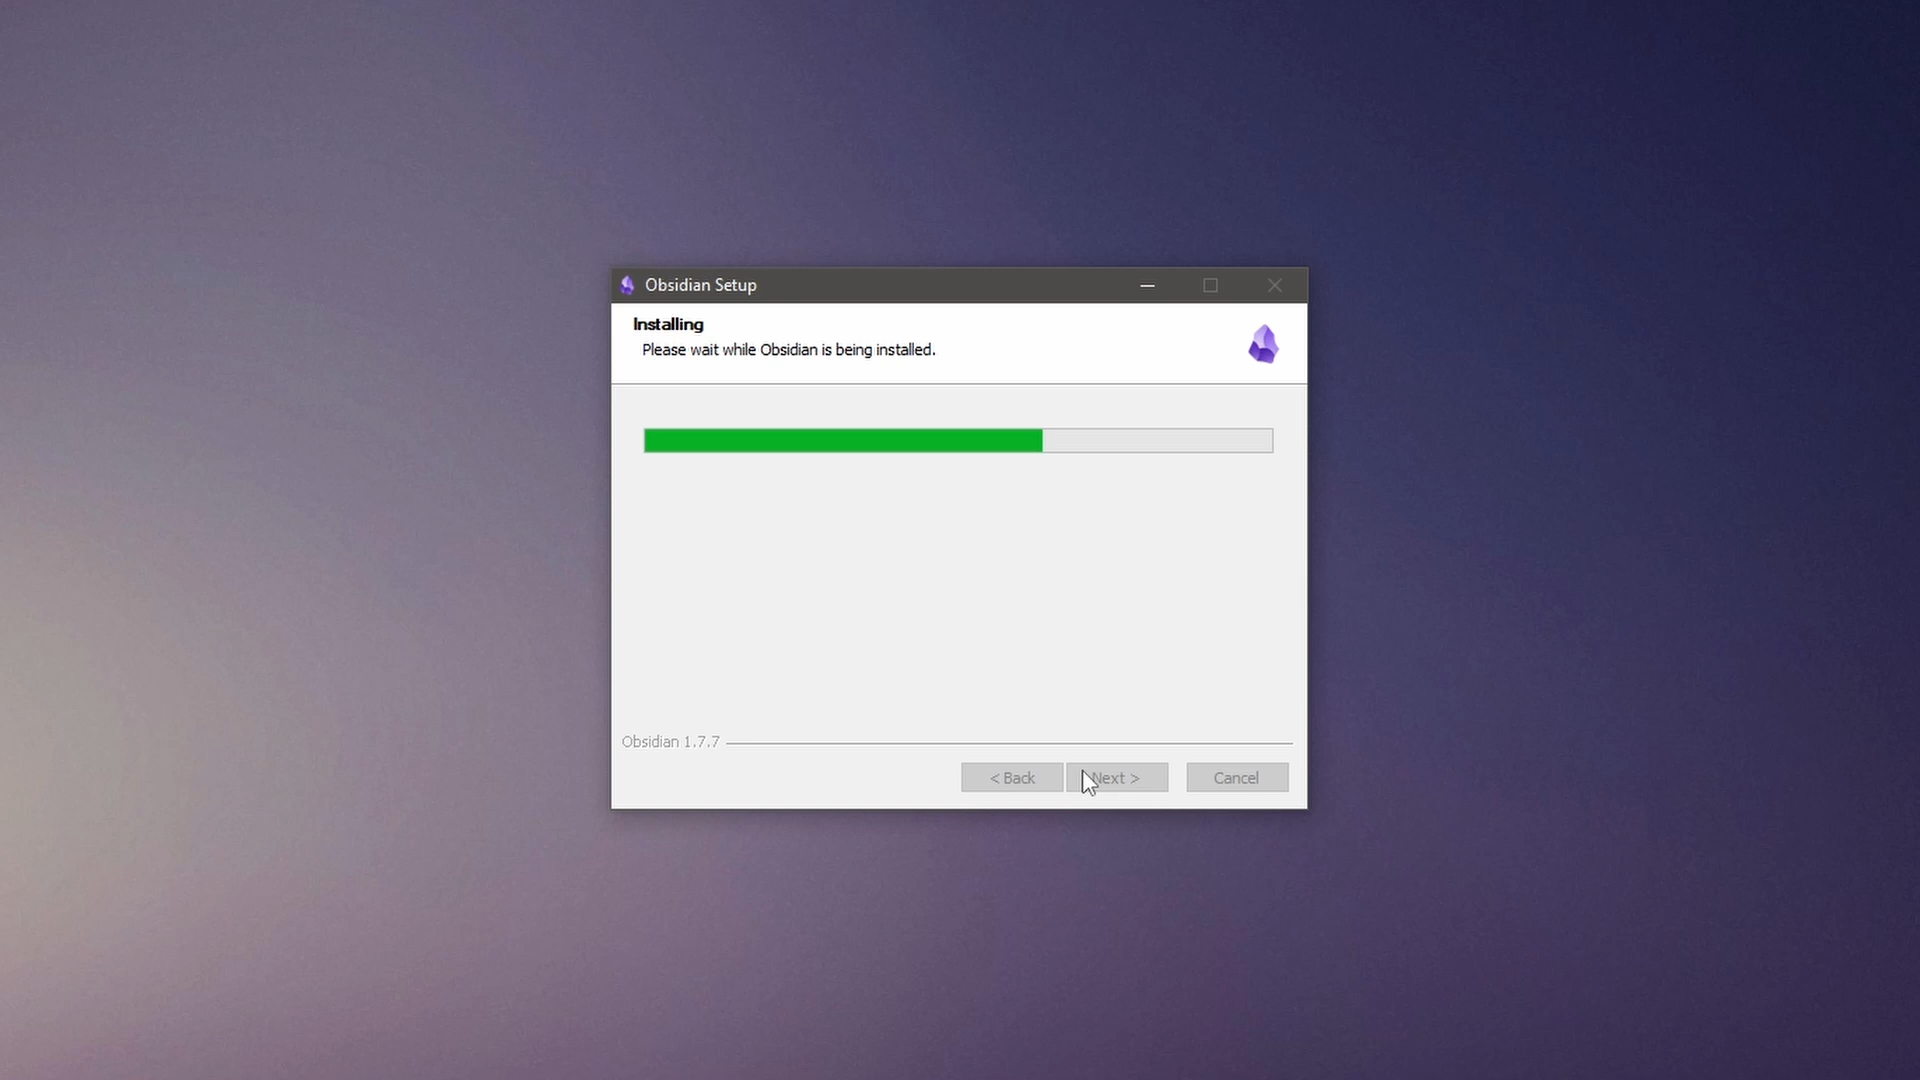 Obsidian Setup
Installing
Please wait while Obsidian is being installed.
Obsidian 1.7.7
< Back
Next >
Cancel